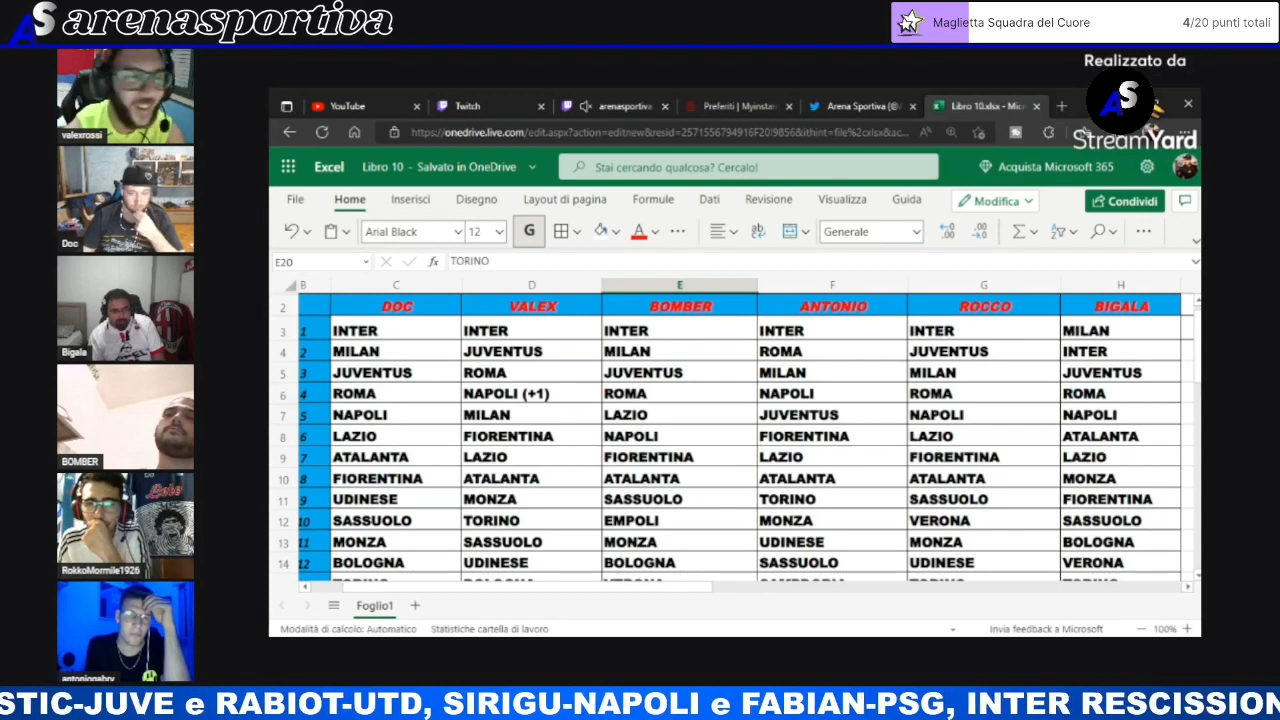 AS arenasportiva
Maglietta Squadra del Cuore 4/20 punti totali
Realizzato da
AS
StreamYard
valexrossi
Doc
Bigala
BOMBER
RokkoMormile1926
antoniogabry
YouTube Twitch arenasportiva Preferiti | Myinstan Arena Sportiva (@V Libro 10.xlsx - Micr
https://onedrive.live.com/edit.aspx?action=editnew&resid=
Excel Libro 10 - Salvato in OneDrive Stai cercando qualcosa? Cercalo! Acquista Microsoft 365
File Home Inserisci Disegno Layout di pagina Formule Dati Revisione Visualizza Guida Modifica Condividi
Arial Black 12 G A Generale
E20 fx TORINO
B C D E F G H
2 DOC VALEX BOMBER ANTONIO ROCCO BIGALA
3 1 INTER INTER INTER INTER INTER MILAN
4 2 MILAN JUVENTUS MILAN ROMA JUVENTUS INTER
5 3 JUVENTUS ROMA JUVENTUS MILAN MILAN JUVENTUS
6 4 ROMA NAPOLI (+1) ROMA NAPOLI ROMA ROMA
7 5 NAPOLI MILAN LAZIO JUVENTUS NAPOLI NAPOLI
8 6 LAZIO FIORENTINA NAPOLI FIORENTINA LAZIO ATALANTA
9 7 ATALANTA LAZIO FIORENTINA LAZIO FIORENTINA LAZIO
10 8 FIORENTINA ATALANTA ATALANTA ATALANTA ATALANTA MONZA
11 9 UDINESE MONZA SASSUOLO TORINO SASSUOLO FIORENTINA
12 10 SASSUOLO TORINO EMPOLI MONZA VERONA SASSUOLO
13 11 MONZA SASSUOLO MONZA UDINESE MONZA BOLOGNA
14 12 BOLOGNA UDINESE BOLOGNA SASSUOLO UDINESE VERONA
Foglio1
Modalità di calcolo: Automatico Statistiche cartella di lavoro Invia feedback a Microsoft 100%
STIC-JUVE e RABIOT-UTD, SIRIGU-NAPOLI e FABIAN-PSG, INTER RESCISSION